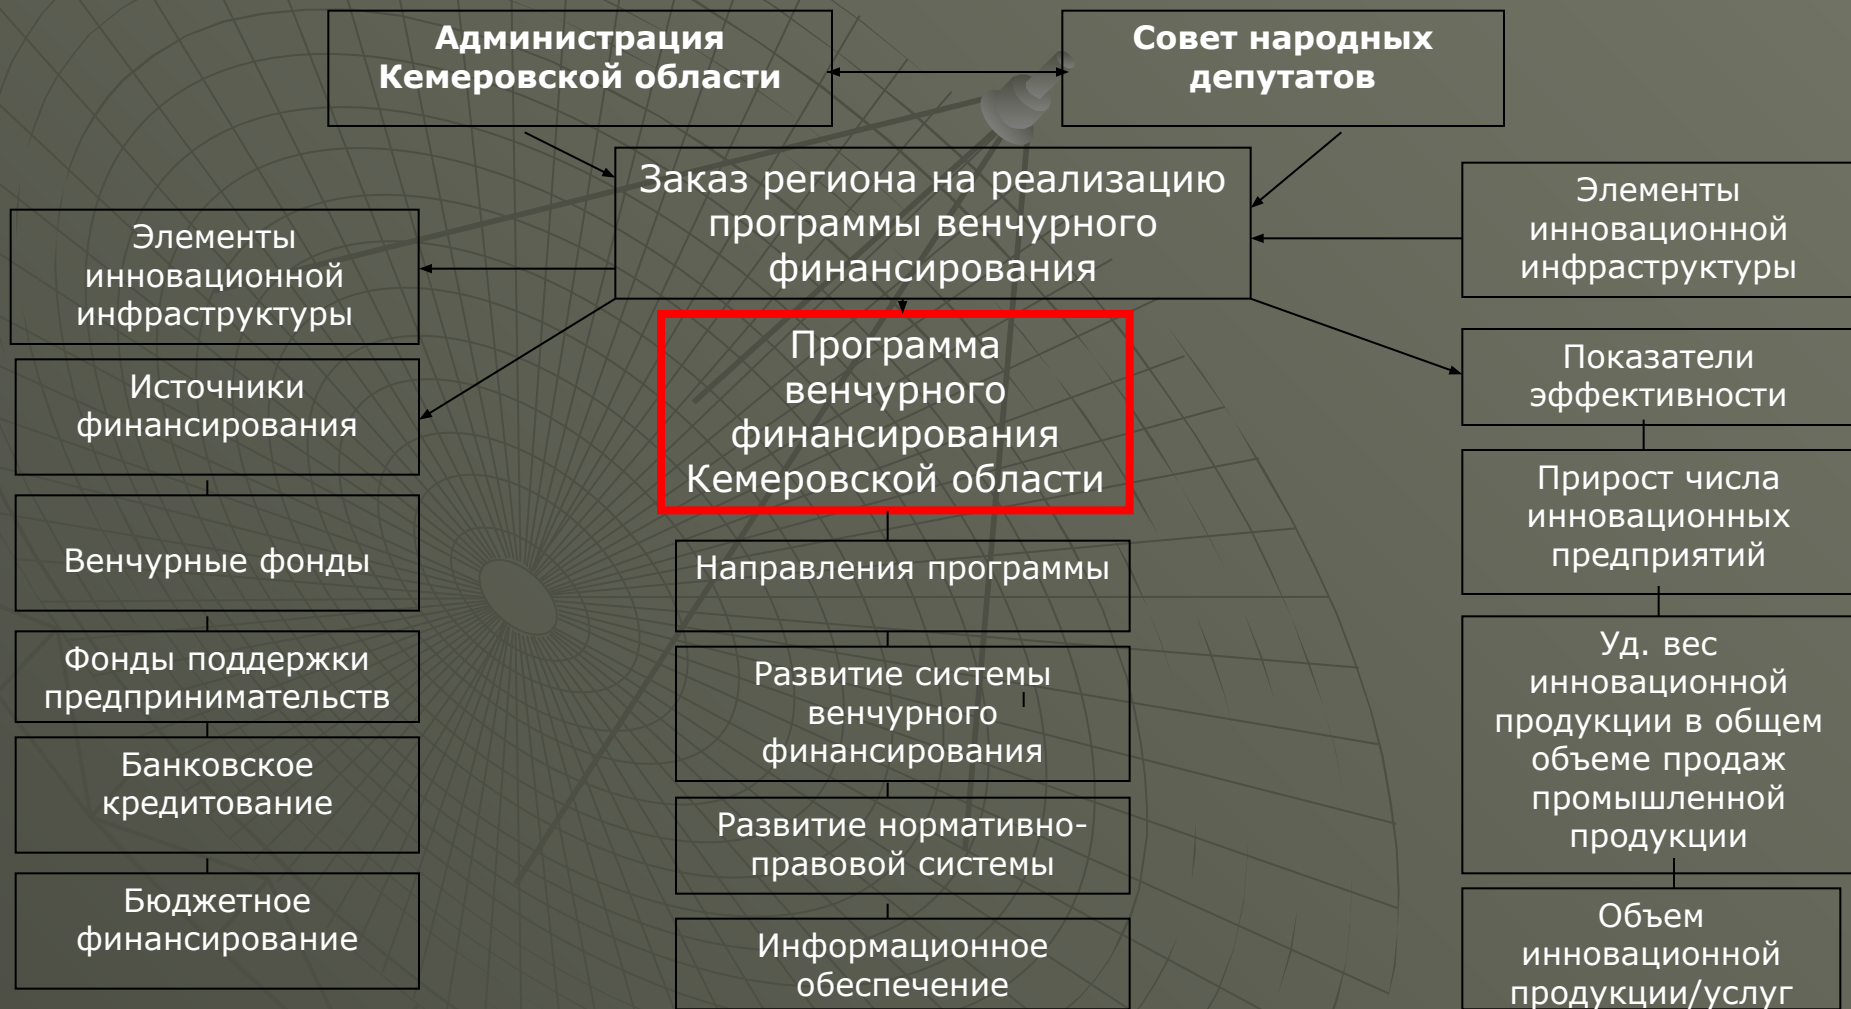 Администрация
Кемеровской области
Совет народных
депутатов
Заказ региона на реализацию
программы венчурного
финансирования
Элементы
инновационной
инфраструктуры
Источники
финансирования
Венчурные фонды
Фонды поддержки
предпринимательств
Банковское
кредитование
Бюджетное
финансирование
Программа
венчурного
финансирования
Кемеровской области
Направления программы
Развитие системы
венчурного
финансирования
Развитие нормативно-
правовой системы
Информационное
обеспечение
Элементы
инновационной
инфраструктуры
Показатели
эффективности
Прирост числа
инновационных
предприятий
Уд. вес
инновационной
продукции в общем
объеме продаж
промышленной
продукции
Объем
инновационной
продукции/услуг